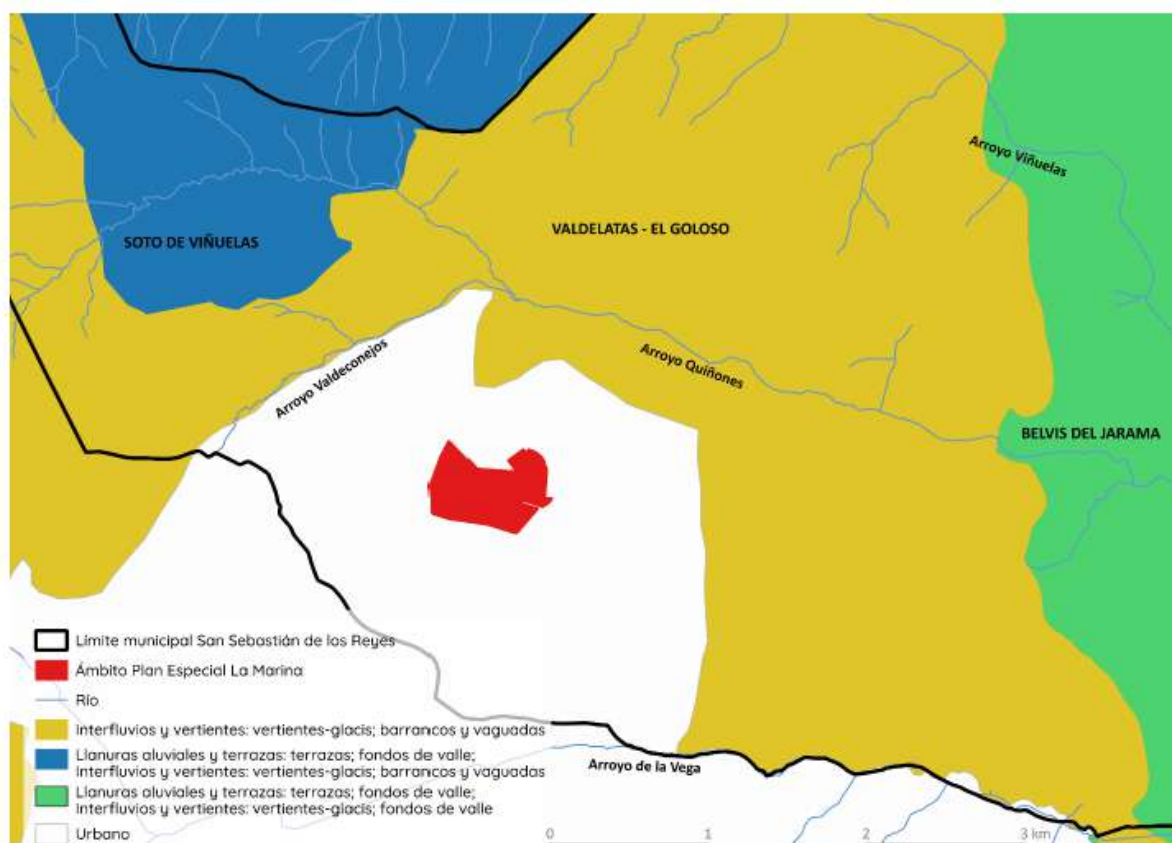 Arroyo Viñuelas
VALDELATAS - EL GOLOSO
SOTO DE VIÑUELAS
Arroyo Valdeconejos
Arroyo Quiñones
BELVIS DEL JARAMA
Límite municipal San Sebastián de los Reyes
Ámbito Plan Especial La Marina
Río
Interfluvios y vertientes: vertientes-glacis; barrancos y vaguadas
Llanuras aluviales y terrazas: terrazas; fondos de valle;
Interfluvios y vertientes: vertientes-glacis; barrancos y vaguadas
Llanuras aluviales y terrazas: terrazas; fondos de valle;
Interfluvios y vertientes: vertientes-glacis; fondos de valle
Urbano
Arroyo de la Vega
0 1 2 3 km